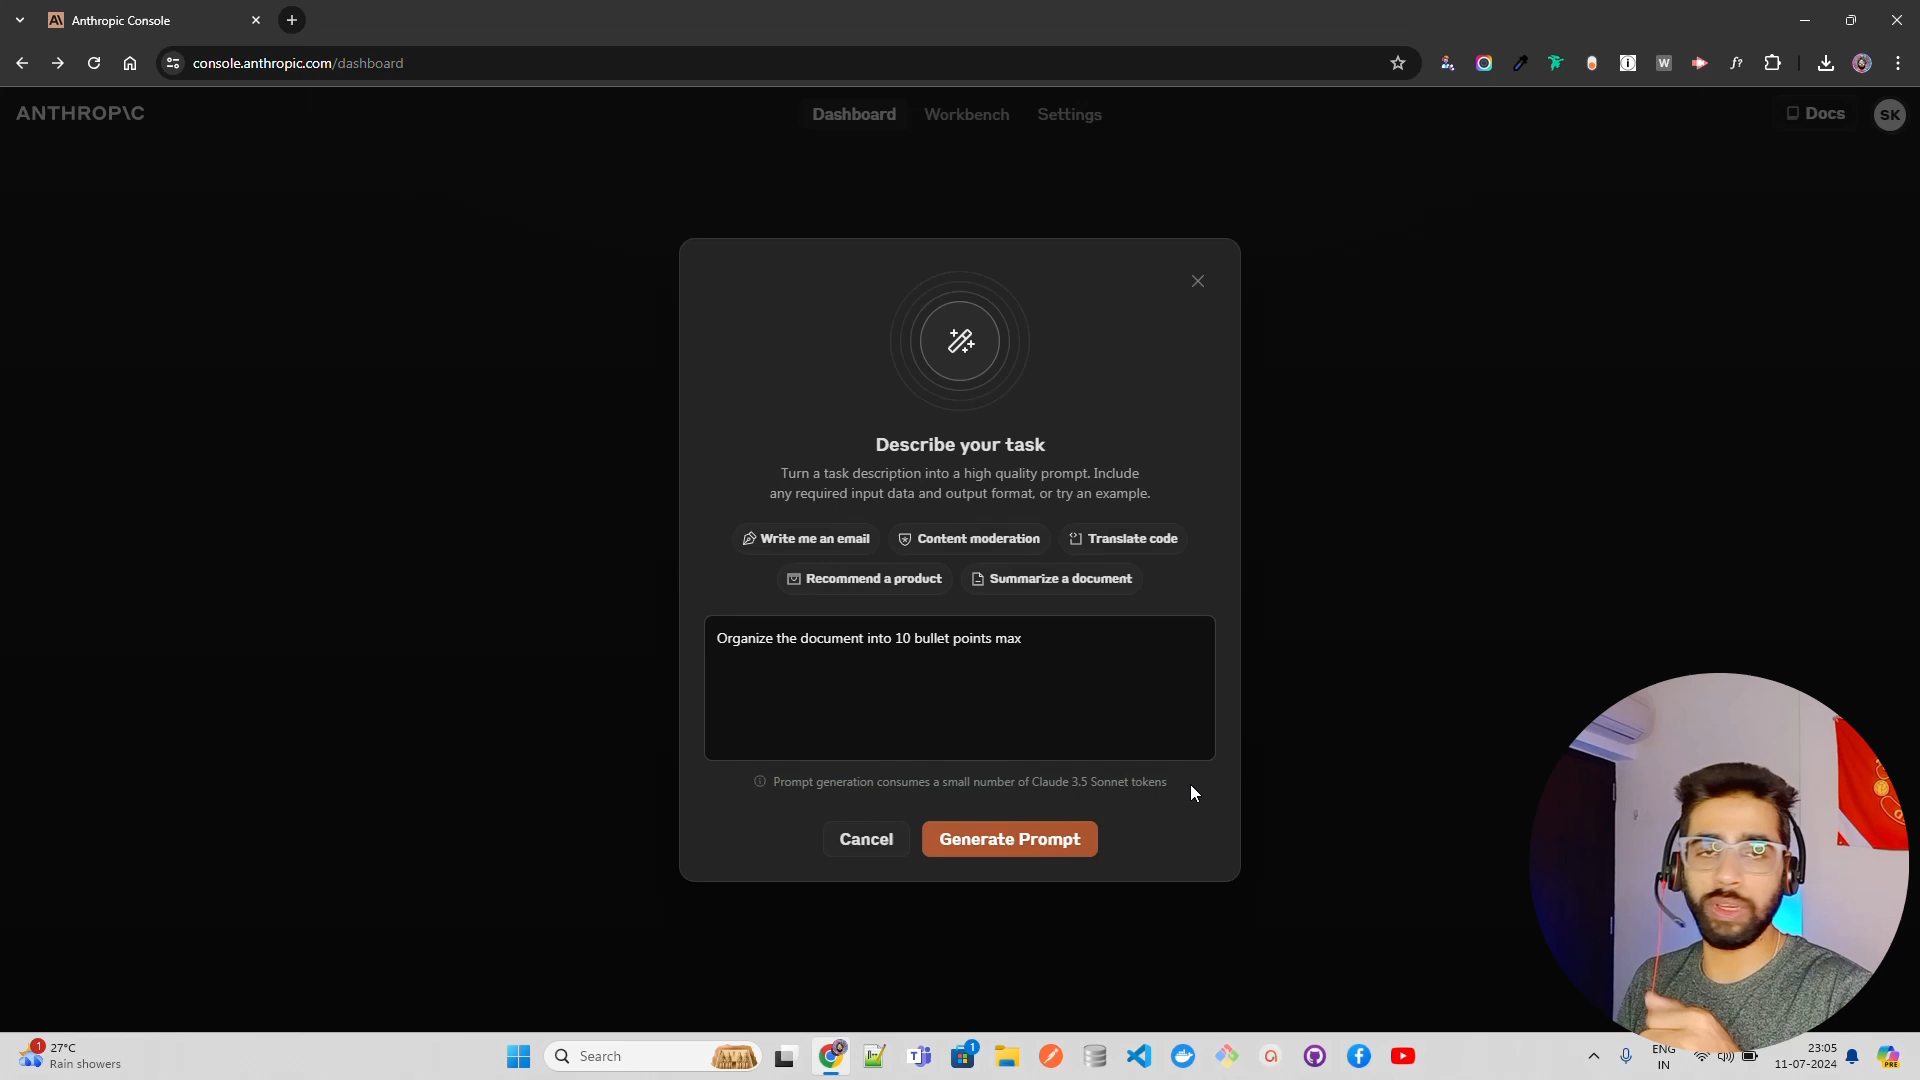 Anthropic Console
console.anthropic.com/dashboard
ANTHROP\C
Dashboard
Workbench
Settings
Docs
SK
Describe your task
Turn a task description into a high quality prompt. Include
any required input data and output format, or try an example.
Write me an email
Content moderation
Translate code
Recommend a product
Summarize a document
Organize the document into 10 bullet points max
Prompt generation consumes a small number of Claude 3.5 Sonnet tokens
Cancel
Generate Prompt
1
27°C
Rain showers
Search
1
ENG
IN
23:05
11-07-2024
PRE